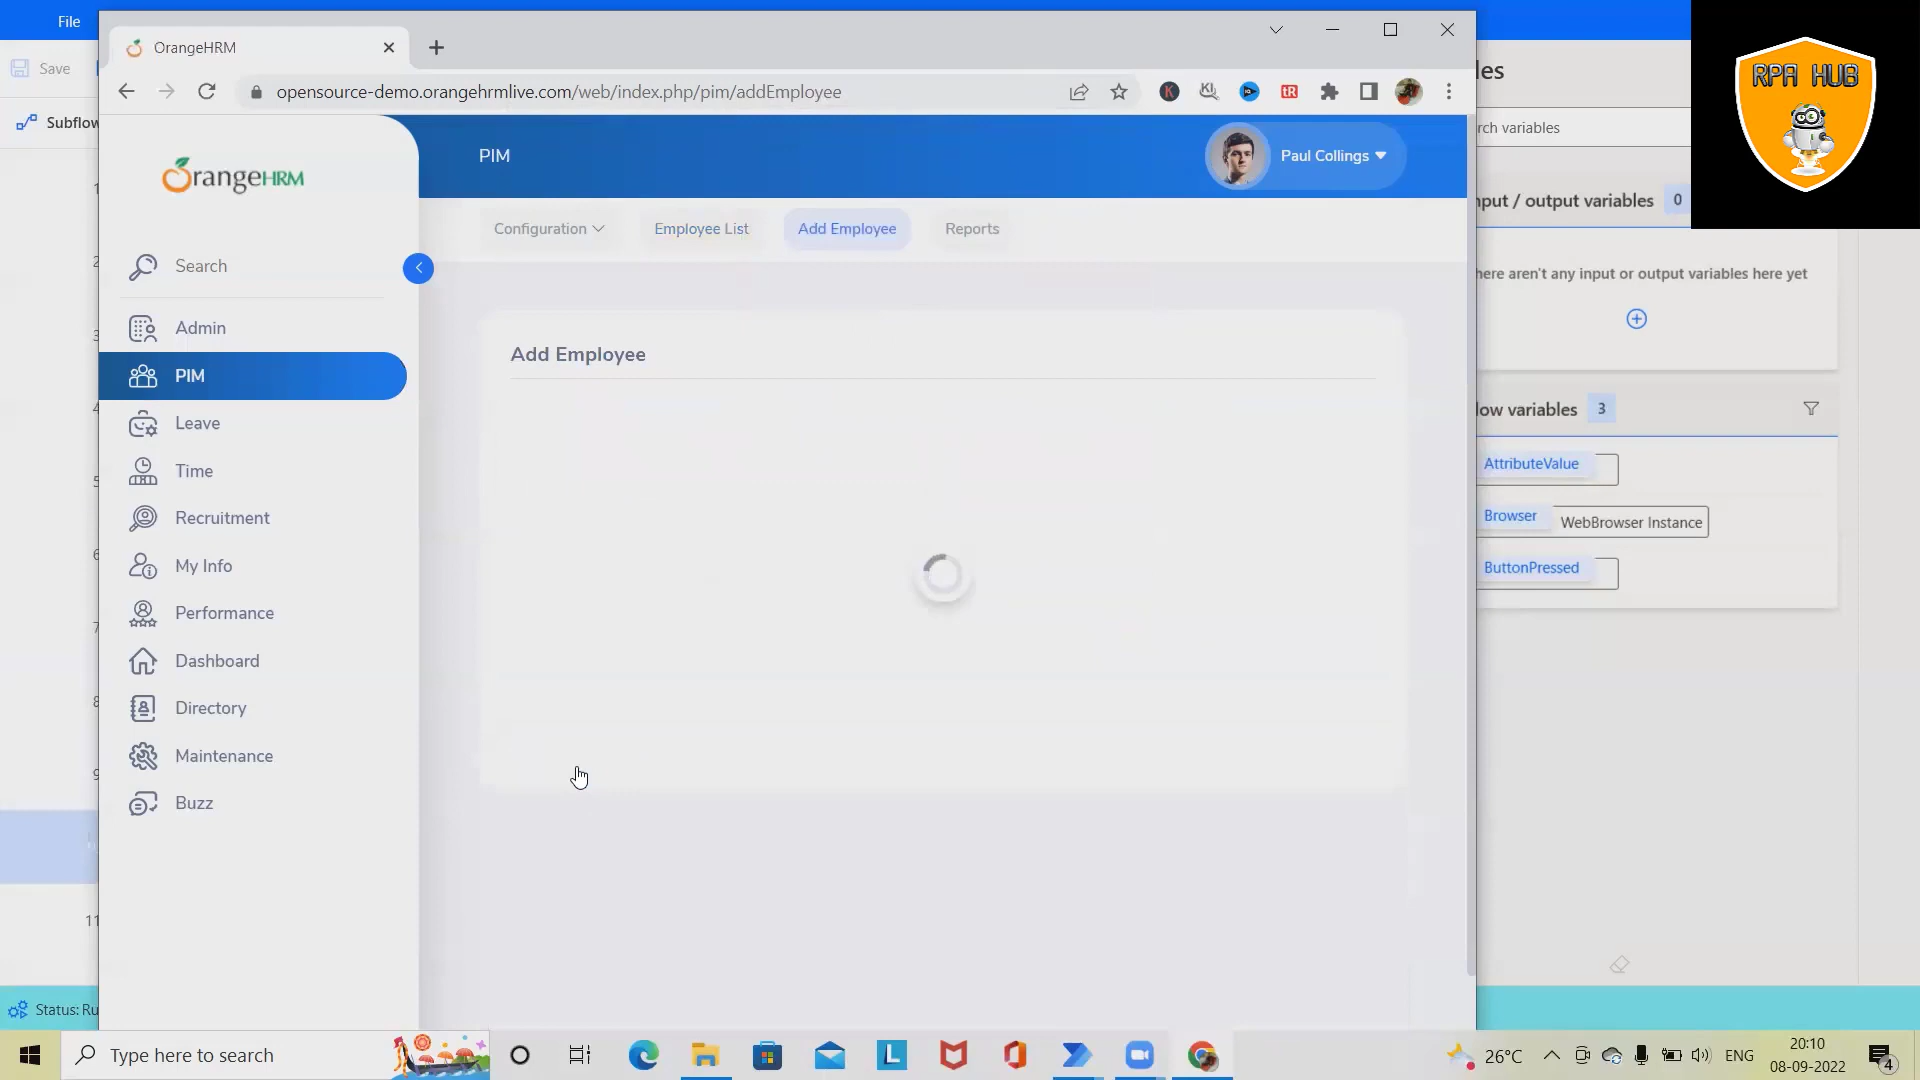 File
OrangeHRM
Save
opensource-demo.orangehrmlive.com/web/index.php/pim/addEmployee
RPA HUB
Subflow
rch variables
OrangeHRM
PIM
Paul Collings
Configuration
Employee List
Add Employee
Reports
nput / output variables 0
Search
here aren't any input or output variables here yet
Admin
Add Employee
PIM
low variables 3
Leave
AttributeValue
Time
Browser
WebBrowser Instance
Recruitment
My Info
ButtonPressed
Performance
Dashboard
Directory
Maintenance
Buzz
11
Status: Ru
Type here to search
26°C
ENG
20:10
08-09-2022
4